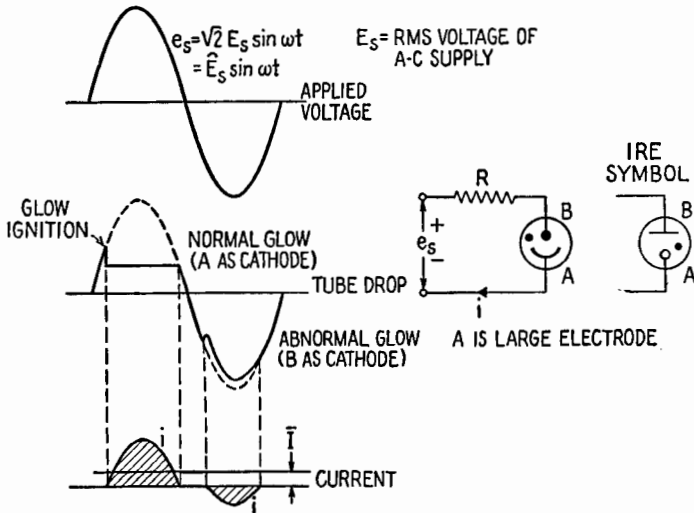 e_s = √2 E_s sin ωt
= Ê_s sin ωt
E_s = RMS VOLTAGE OF
A-C SUPPLY
APPLIED
VOLTAGE
GLOW
IGNITION
NORMAL GLOW
(A AS CATHODE)
TUBE DROP
ABNORMAL GLOW
(B AS CATHODE)
R
B
+
e_s
−
A
i
IRE
SYMBOL
B
A
A IS LARGE ELECTRODE
i
Ī
CURRENT
i